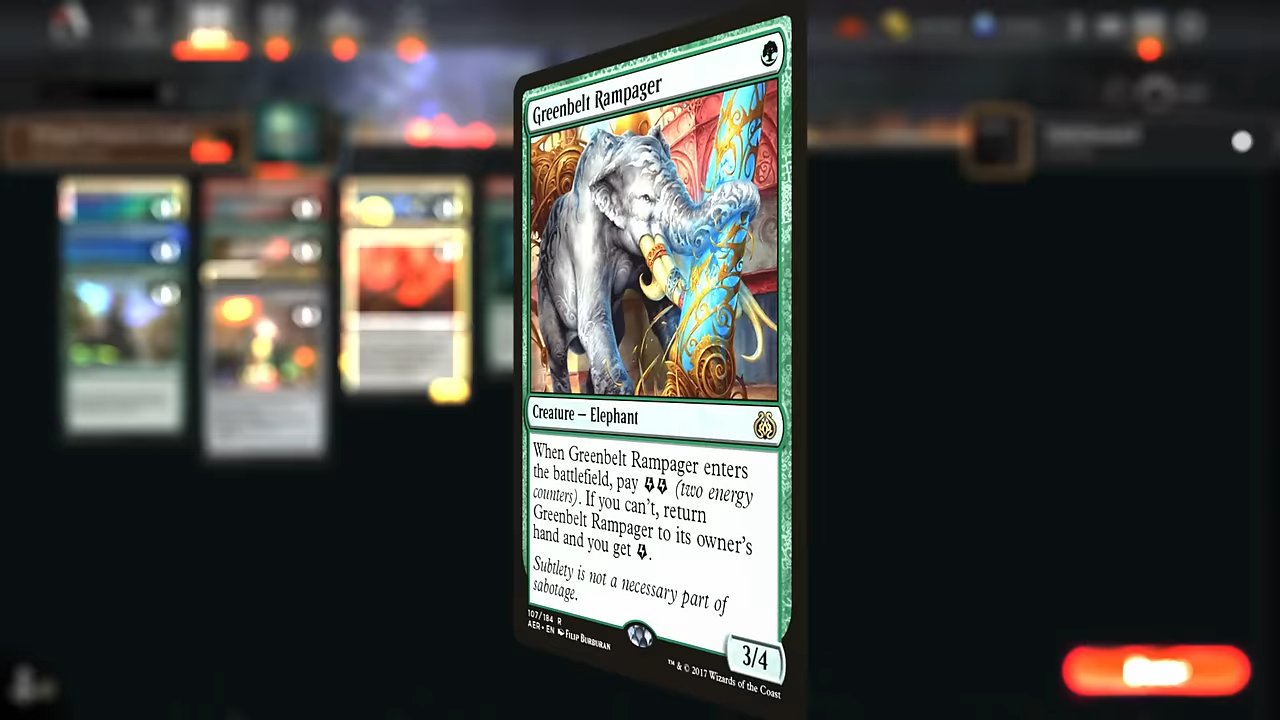 Greenbelt Rampager
Creature — Elephant
When Greenbelt Rampager enters
the battlefield, pay (two energy
counters). If you can't, return
Greenbelt Rampager to its owner's
hand and you get .
Subtlety is not a necessary part of
sabotage.
107/184 R
AER • EN Filip Burburan
3/4
™ & © 2017 Wizards of the Coast